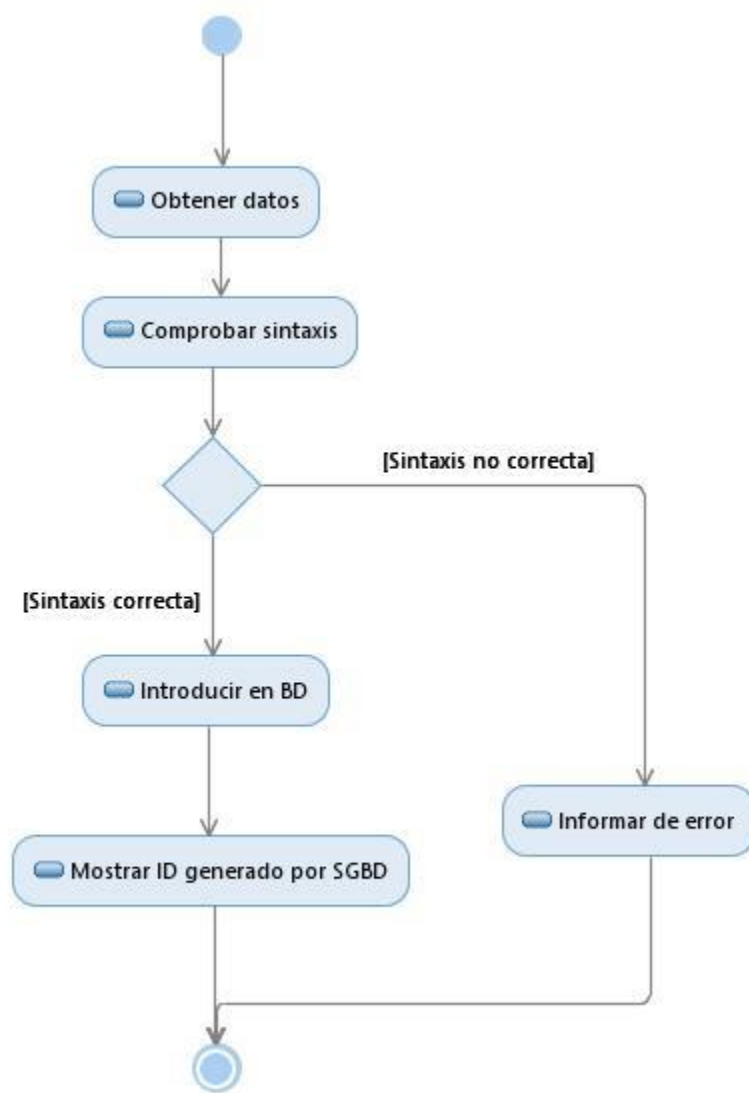 Obtener datos
Comprobar sintaxis
[Sintaxis no correcta]
[Sintaxis correcta]
Introducir en BD
Informar de error
Mostrar ID generado por SGBD